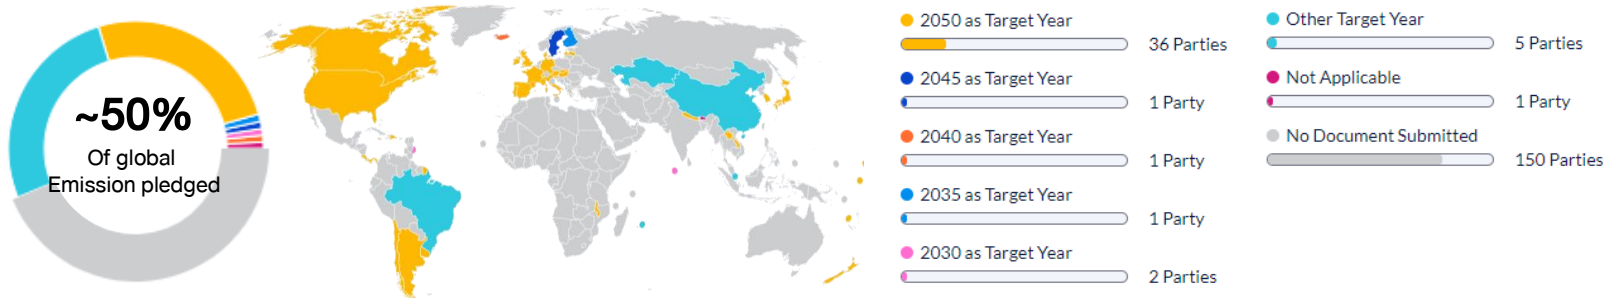 ~50%
Of global
Emission pledged
2050 as Target Year
36 Parties
2045 as Target Year
1 Party
2040 as Target Year
1 Party
2035 as Target Year
1 Party
2030 as Target Year
2 Parties
Other Target Year
5 Parties
Not Applicable
1 Party
No Document Submitted
150 Parties